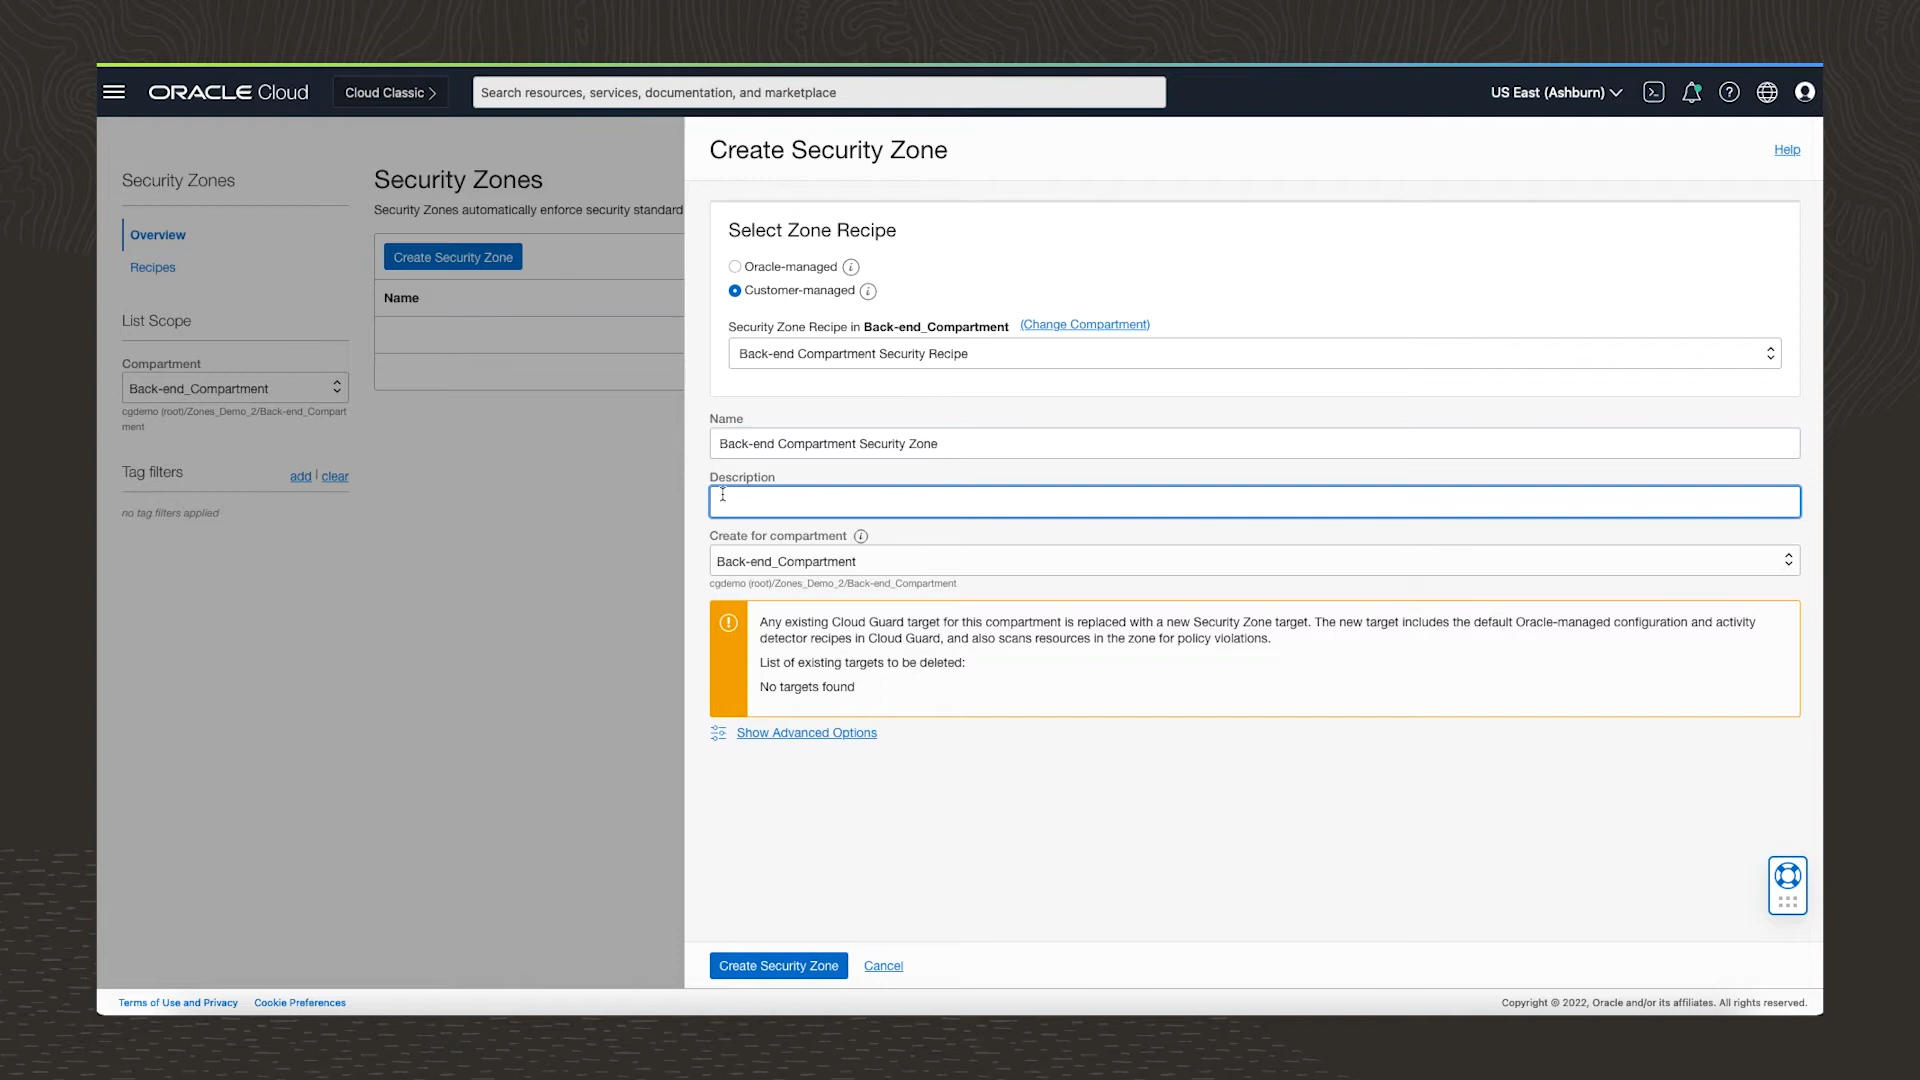 ORACLE Cloud
Cloud Classic
Search resources, services, documentation, and marketplace
US East (Ashburn)
Security Zones
Overview
Recipes
List Scope
Compartment
Back-end_Compartment
cgdemo (root)/Zones_Demo_2/Back-end_Compart
ment
Tag filters
add | clear
no tag filters applied
Security Zones
Security Zones automatically enforce security standard
Create Security Zone
Name
Create Security Zone
Help
Select Zone Recipe
Oracle-managed
Customer-managed
Security Zone Recipe in Back-end_Compartment (Change Compartment)
Back-end Compartment Security Recipe
Name
Back-end Compartment Security Zone
Description
Create for compartment
Back-end_Compartment
cgdemo (root)/Zones_Demo_2/Back-end_Compartment
Any existing Cloud Guard target for this compartment is replaced with a new Security Zone target. The new target includes the default Oracle-managed configuration and activity
detector recipes in Cloud Guard, and also scans resources in the zone for policy violations.
List of existing targets to be deleted:
No targets found
Show Advanced Options
Create Security Zone
Cancel
Terms of Use and Privacy
Cookie Preferences
Copyright © 2022, Oracle and/or its affiliates. All rights reserved.